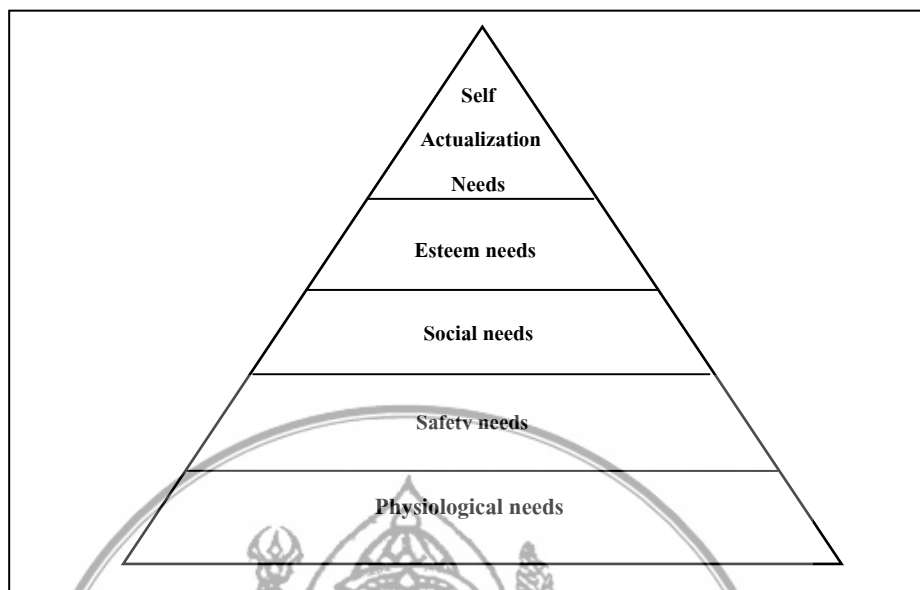 Self
Actualization
Needs
Esteem needs
Social needs
Safety needs
Physiological needs